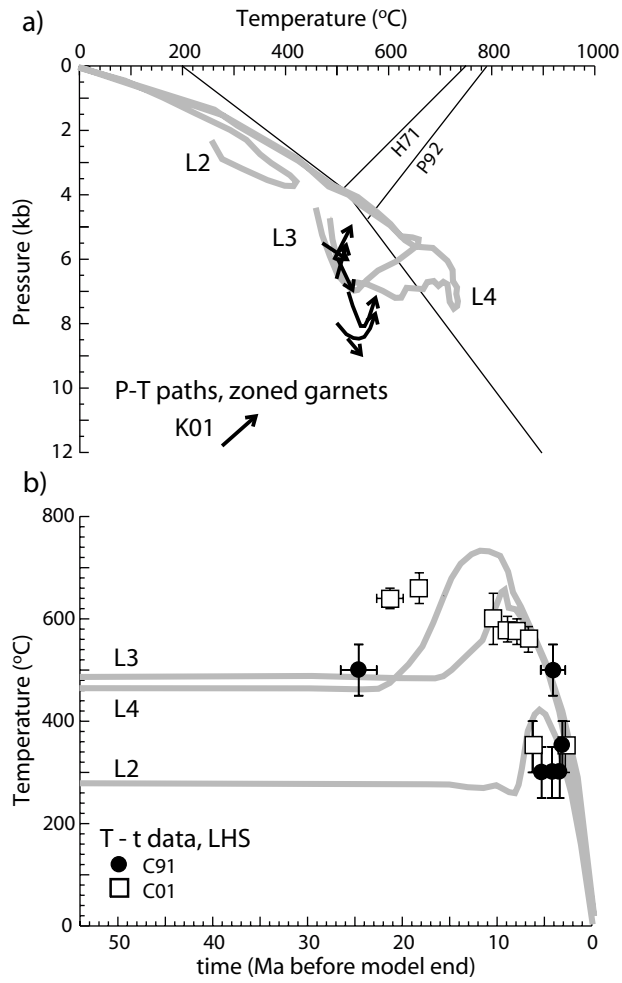 a)
Temperature (ºC)
0 200 400 600 800 1000
0
2
4
6
8
10
12
Pressure (kb)
L2
L3
L4
H71
P92
P-T paths, zoned garnets
K01
b)
800
600
400
200
0
Temperature (ºC)
L3
L4
L2
T - t data, LHS
C91
C01
50 40 30 20 10 0
time (Ma before model end)